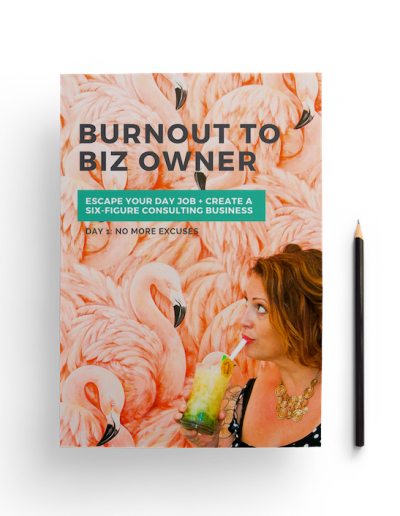 BURNOUT TO
BIZ OWNER
ESCAPE YOUR DAY JOB + CREATE A
SIX-FIGURE CONSULTING BUSINESS
DAY 1: NO MORE EXCUSES